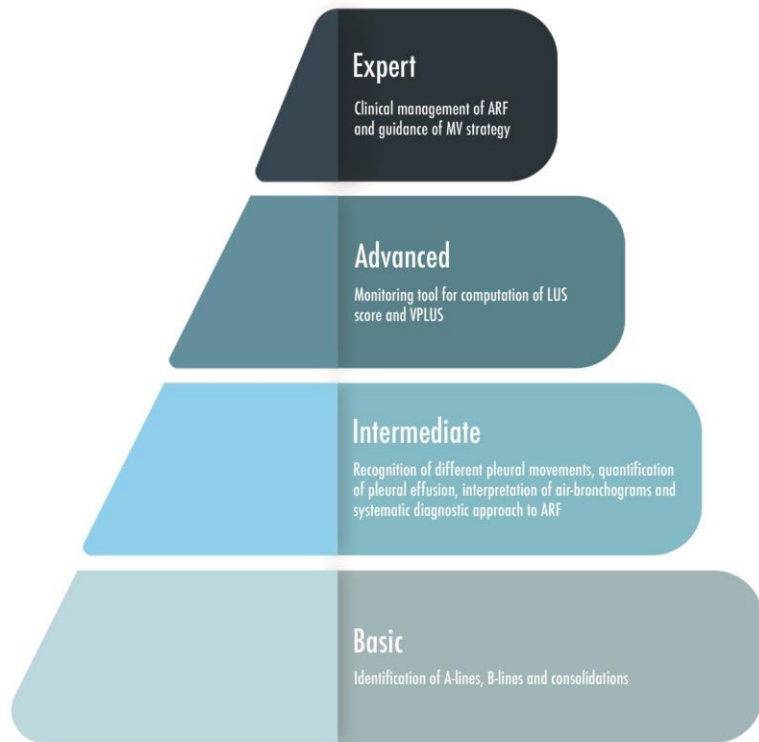 Expert
Clinical management of ARF
and guidance of MV strategy
Advanced
Monitoring tool for computation of LUS
score and VPLUS
Intermediate
Recognition of different pleural movements, quantification
of pleural effusion, interpretation of air-bronchograms and
systematic diagnostic approach to ARF
Basic
Identification of A-lines, B-lines and consolidations